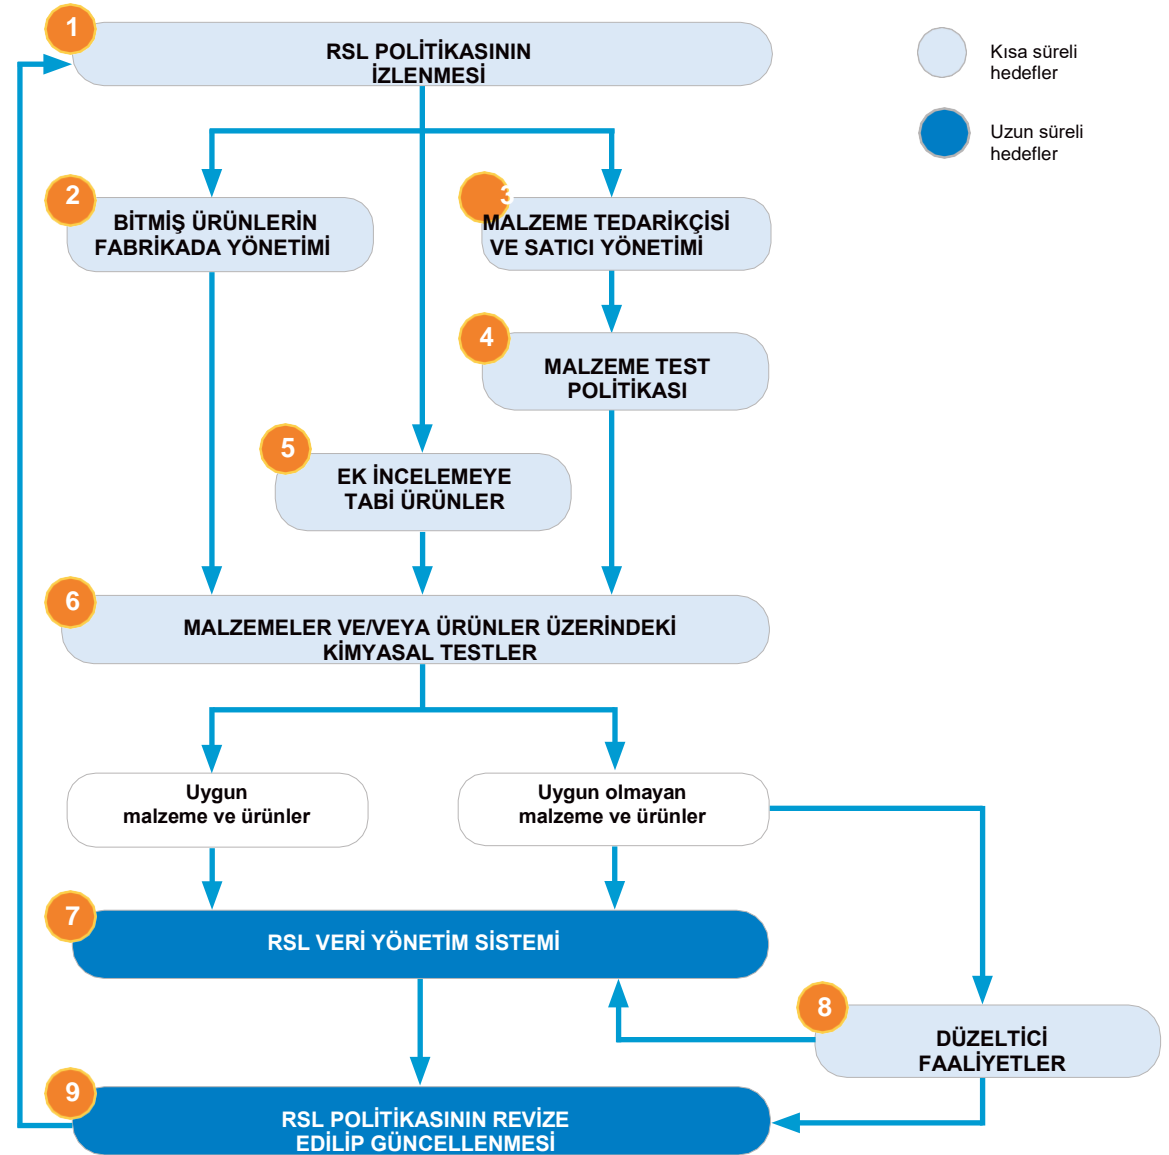 1
RSL POLİTİKASININ
İZLENMESİ
Kısa süreli
hedefler
Uzun süreli
hedefler
2
BİTMİŞ ÜRÜNLERİN
FABRİKADA YÖNETİMİ
3
MALZEME TEDARİKÇİSİ
VE SATICI YÖNETİMİ
4
MALZEME TEST
POLİTİKASI
5
EK İNCELEMEYE
TABİ ÜRÜNLER
6
MALZEMELER VE/VEYA ÜRÜNLER ÜZERİNDEKİ
KİMYASAL TESTLER
Uygun
malzeme ve ürünler
Uygun olmayan
malzeme ve ürünler
7
RSL VERİ YÖNETİM SİSTEMİ
8
DÜZELTİCİ
FAALİYETLER
9
RSL POLİTİKASININ REVİZE
EDİLİP GÜNCELLENMESİ